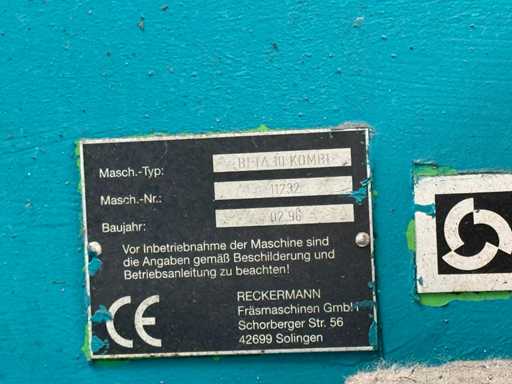 Masch.-Typ: BETA 10 KOMBI
Masch.-Nr.: 11732
Baujahr: 02.96
Vor Inbetriebnahme der Maschine sind
die Angaben gemäß Beschilderung und
Betriebsanleitung zu beachten!
CE
RECKERMANN
Fräsmaschinen GmbH
Schorberger Str. 56
42699 Solingen